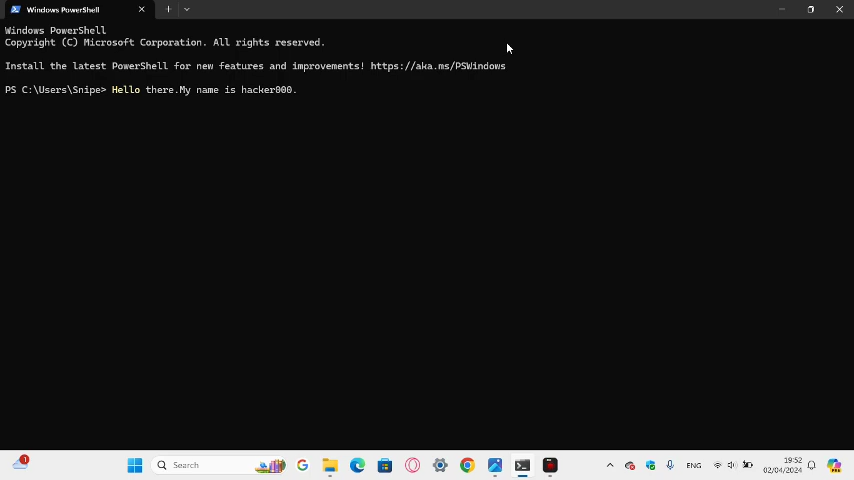 Windows PowerShell
Windows PowerShell
Copyright (C) Microsoft Corporation. All rights reserved.
Install the latest PowerShell for new features and improvements! https://aka.ms/PSWindows
PS C:\Users\Snipe> Hello there.My name is hacker000.
1
Search
ENG
19:52
02/04/2024
PRE